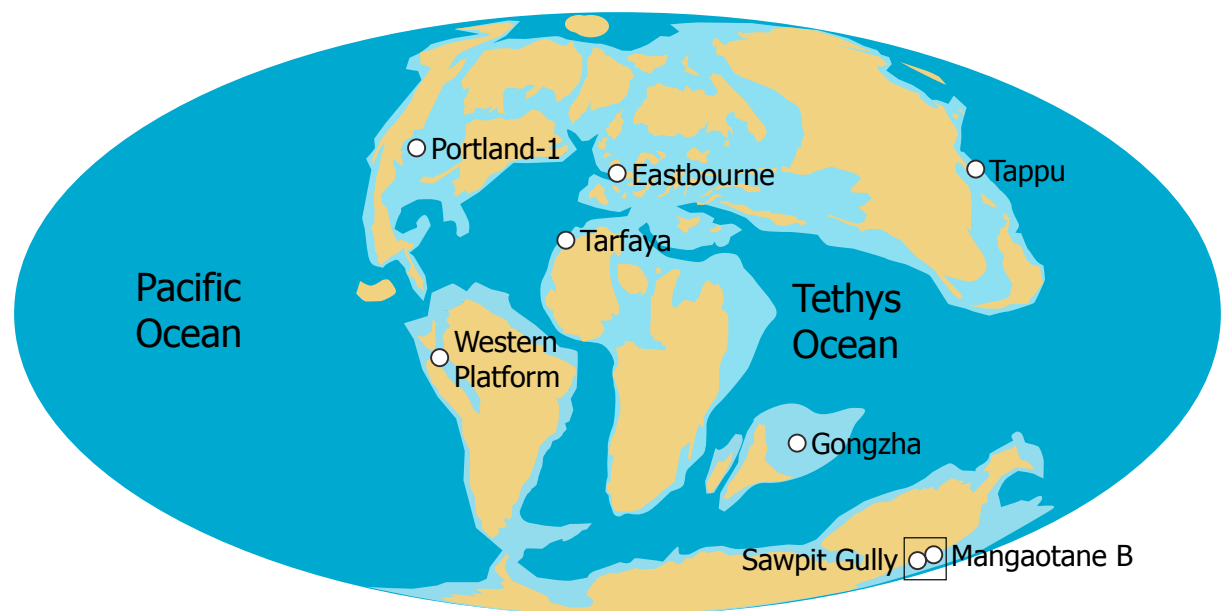 Portland-1
Eastbourne
Tappu
Tarfaya
Pacific
Ocean
Tethys
Ocean
Western
Platform
Gongzha
Sawpit Gully
Mangaotane B